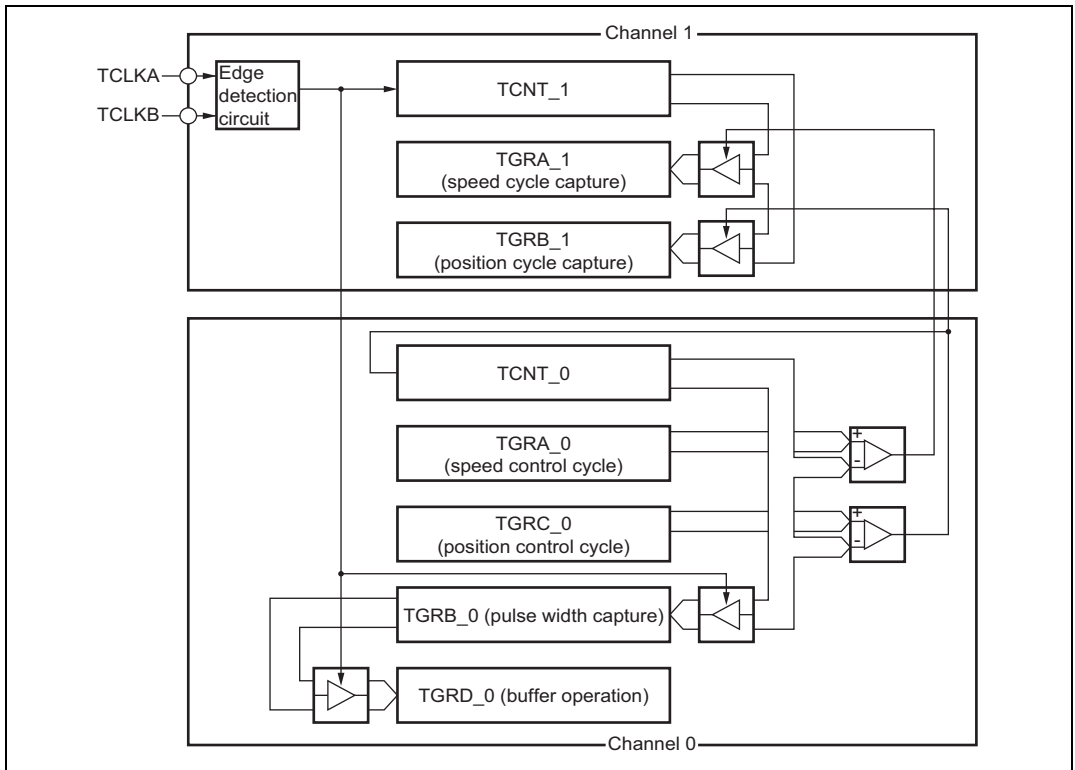 Channel 1
TCLKA
TCLKB
Edge
detection
circuit
TCNT_1
TGRA_1
(speed cycle capture)
TGRB_1
(position cycle capture)
TCNT_0
TGRA_0
(speed control cycle)
+
-
TGRC_0
(position control cycle)
+
-
TGRB_0 (pulse width capture)
TGRD_0 (buffer operation)
Channel 0